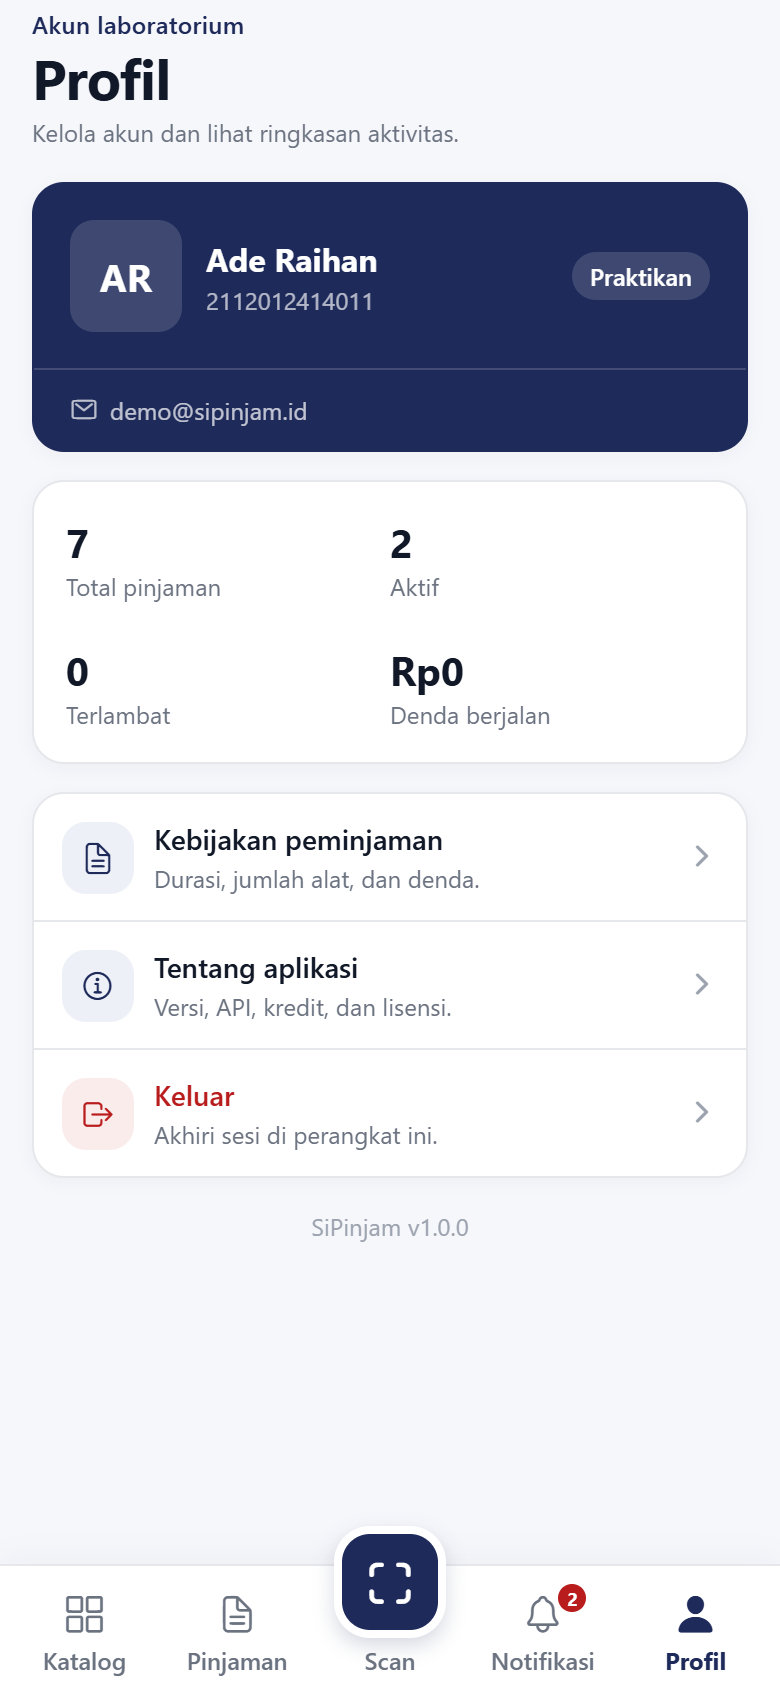 Akun laboratorium
Profil
Kelola akun dan lihat ringkasan aktivitas.
AR
Ade Raihan
2112012414011
Praktikan
demo@sipinjam.id
7
Total pinjaman
2
Aktif
0
Terlambat
Rp0
Denda berjalan
Kebijakan peminjaman
Durasi, jumlah alat, dan denda.
Tentang aplikasi
Versi, API, kredit, dan lisensi.
Keluar
Akhiri sesi di perangkat ini.
SiPinjam v1.0.0
2
Katalog
Pinjaman
Scan
Notifikasi
Profil